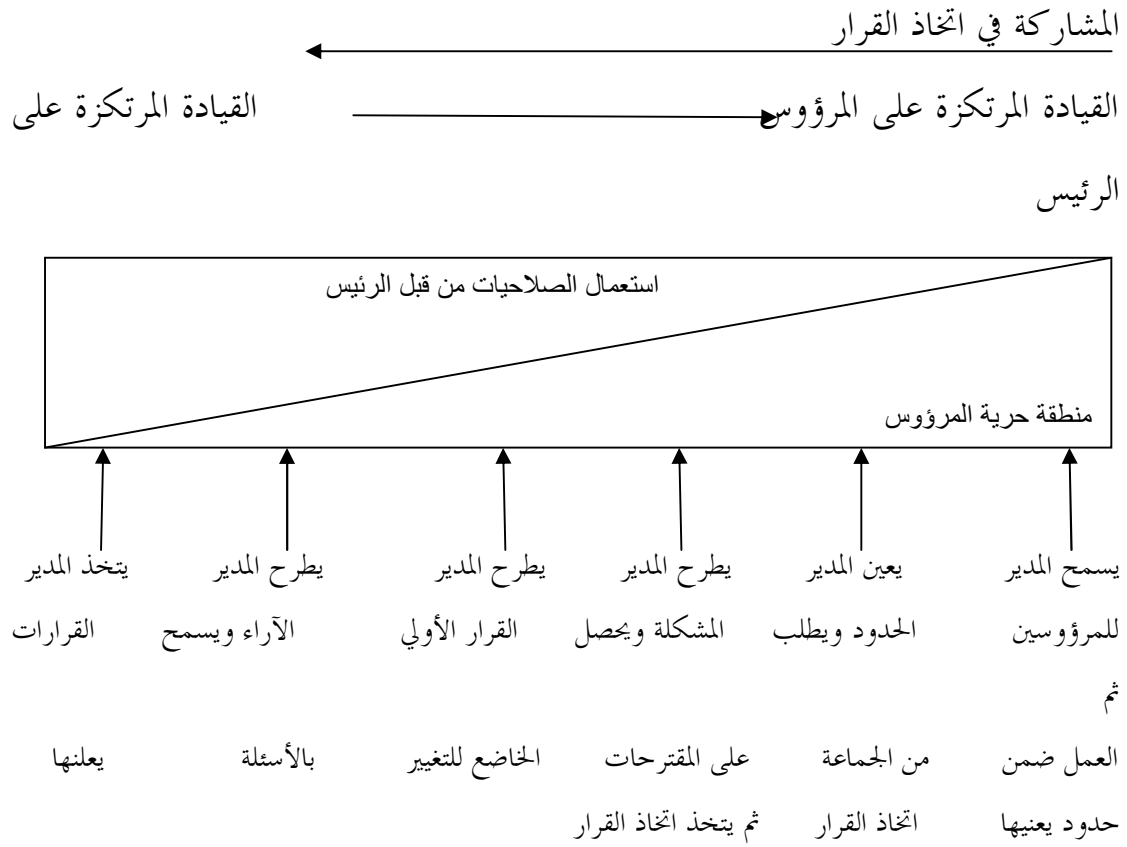 المشاركة في اتخاذ القرار
القيادة المرتكزة على المرؤوس القيادة المرتكزة على
الرئيس
استعمال الصلاحيات من قبل الرئيس
منطقة حرية المرؤوس
يسمح المدير يعين المدير يطرح المدير يطرح المدير يطرح المدير يتخذ المدير
للمرؤوسين الحدود ويطلب المشكلة ويحصل القرار الأولي الآراء ويسمح القرارات
ثم
العمل ضمن من الجماعة على المقترحات الخاضع للتغيير بالأسئلة يعلنها
حدود يعنيها اتخاذ القرار ثم يتخذ اتخاذ القرار